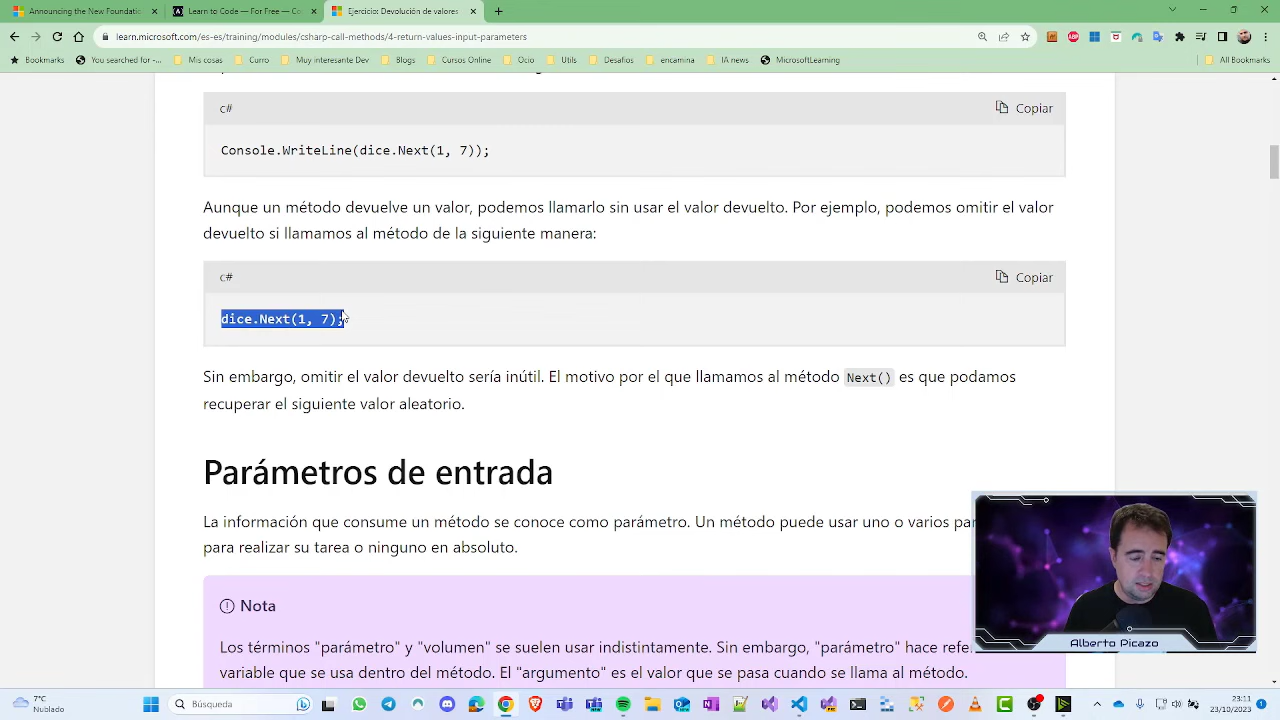 Announcing the New Foundatic
Learn to Code — For Free — Co
Ejercicio: Devolución de valores
learn.microsoft.com/es-es/training/modules/csharp-call-methods/4-return-values-input-parameters
Bookmarks
You searched for -...
Mis cosas
Curro
Muy interesante Dev
Blogs
Cursos Online
Ocio
Utils
Desafios
encamina
IA news
MicrosoftLearning
All Bookmarks
c#
Copiar
Console.WriteLine(dice.Next(1, 7));
Aunque un método devuelve un valor, podemos llamarlo sin usar el valor devuelto. Por ejemplo, podemos omitir el valor
devuelto si llamamos al método de la siguiente manera:
c#
Copiar
dice.Next(1, 7);
Sin embargo, omitir el valor devuelto sería inútil. El motivo por el que llamamos al método Next() es que podamos
recuperar el siguiente valor aleatorio.
Parámetros de entrada
La información que consume un método se conoce como parámetro. Un método puede usar uno o varios par
para realizar su tarea o ninguno en absoluto.
Nota
Los términos "parámetro" y "volumen" se suelen usar indistintamente. Sin embargo, "parámetro" hace refe
variable que se usa dentro del método. El "argumento" es el valor que se pasa cuando se llama al método.
Alberto Picazo
7°C
Nublado
Búsqueda
23:11
23/10/2023